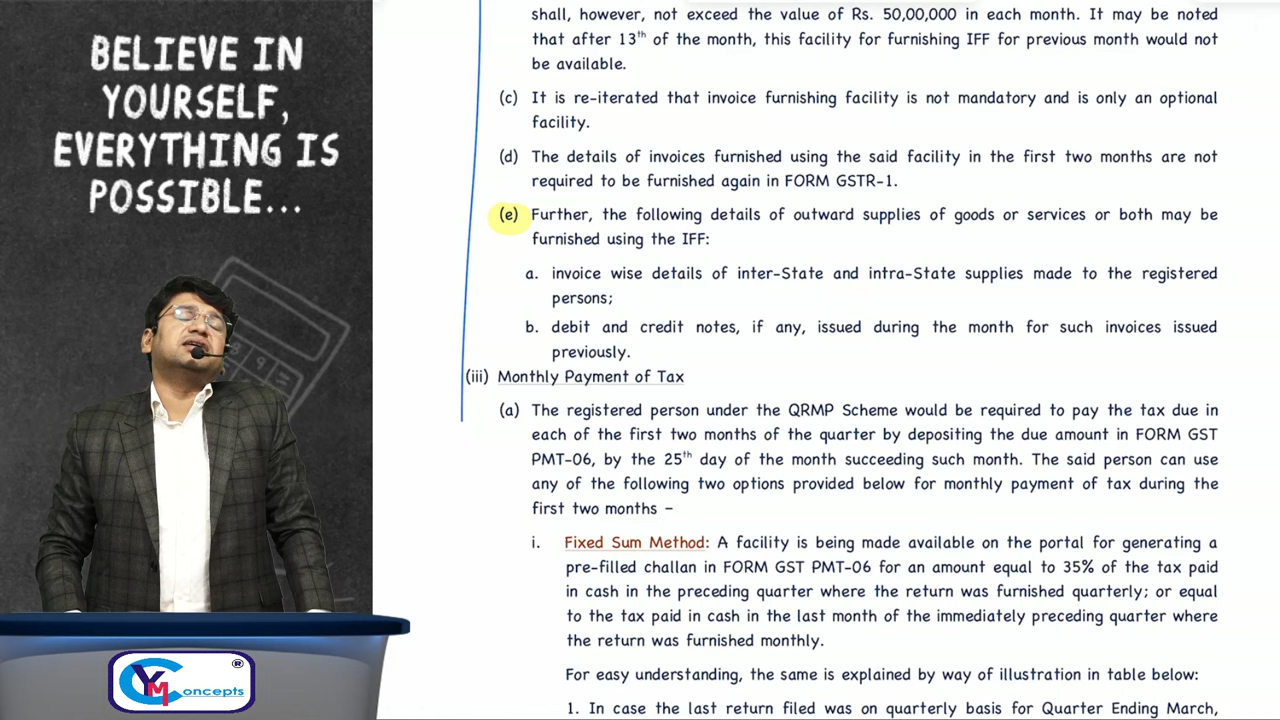 BELIEVE IN
YOURSELF,
EVERYTHING IS
POSSIBLE...
YM
Concepts
®
shall, however, not exceed the value of Rs. 50,00,000 in each month. It may be noted
that after 13th of the month, this facility for furnishing IFF for previous month would not
be available.
(c) It is re-iterated that invoice furnishing facility is not mandatory and is only an optional
facility.
(d) The details of invoices furnished using the said facility in the first two months are not
required to be furnished again in FORM GSTR-1.
(e) Further, the following details of outward supplies of goods or services or both may be
furnished using the IFF:
a. invoice wise details of inter-State and intra-State supplies made to the registered
persons;
b. debit and credit notes, if any, issued during the month for such invoices issued
previously.
(iii) Monthly Payment of Tax
(a) The registered person under the QRMP Scheme would be required to pay the tax due in
each of the first two months of the quarter by depositing the due amount in FORM GST
PMT-06, by the 25th day of the month succeeding such month. The said person can use
any of the following two options provided below for monthly payment of tax during the
first two months –
i. Fixed Sum Method: A facility is being made available on the portal for generating a
pre-filled challan in FORM GST PMT-06 for an amount equal to 35% of the tax paid
in cash in the preceding quarter where the return was furnished quarterly; or equal
to the tax paid in cash in the last month of the immediately preceding quarter where
the return was furnished monthly.
For easy understanding, the same is explained by way of illustration in table below:
1. In case the last return filed was on quarterly basis for Quarter Ending March,